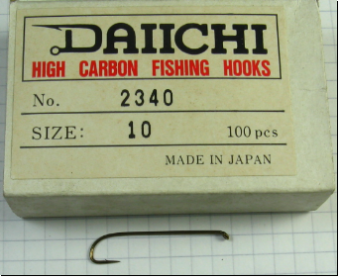 DAIICHI
HIGH CARBON FISHING HOOKS
No. 2340
SIZE: 10 100 pcs
MADE IN JAPAN